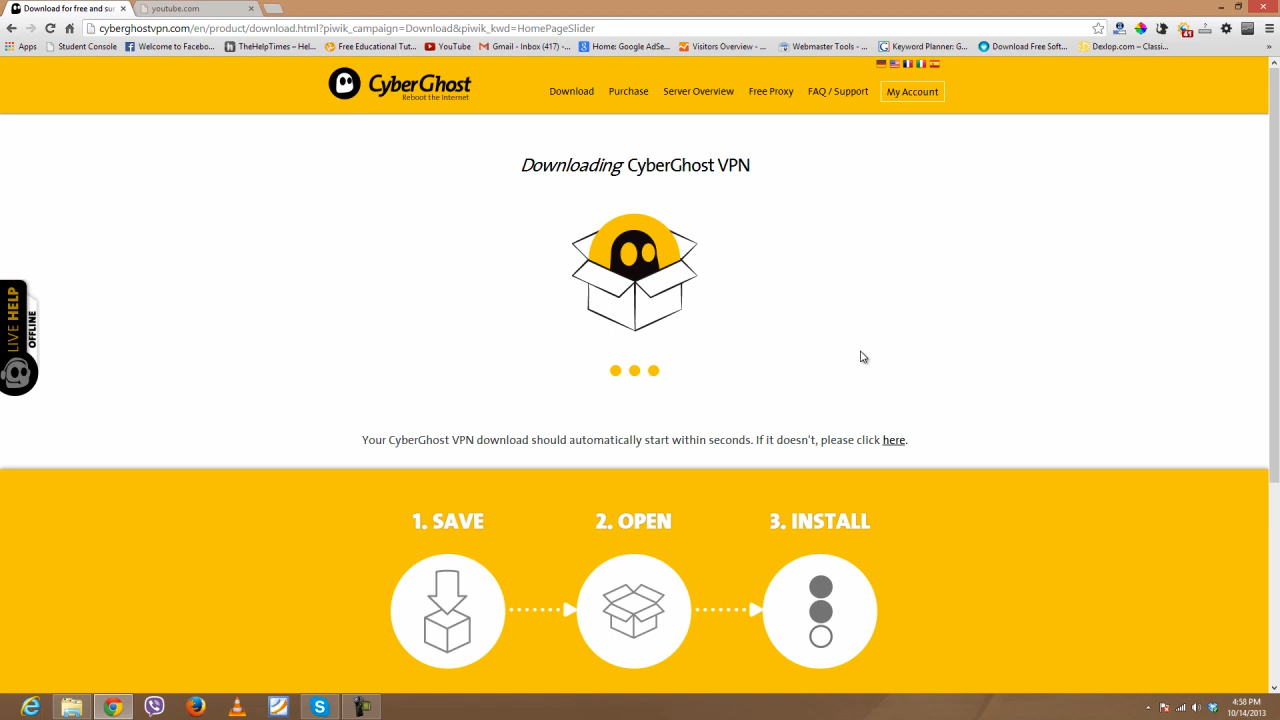 Download for free and su
youtube.com
cyberghostvpn.com/en/product/download.html?piwik_campaign=Download&piwik_kwd=HomePageSlider
Apps
Student Console
Welcome to Facebo...
TheHelpTimes = Hel...
Free Educational Tut...
YouTube
Gmail - Inbox (417) -...
Home: Google AdSe...
Visitors Overview - ...
Webmaster Tools - ...
Keyword Planner: G...
Download Free Soft...
Dexlop.com – Classi...
CyberGhost
Reboot the Internet
Download
Purchase
Server Overview
Free Proxy
FAQ / Support
My Account
Downloading CyberGhost VPN
LIVE HELP
OFFLINE
Your CyberGhost VPN download should automatically start within seconds. If it doesn't, please click here.
1. SAVE
2. OPEN
3. INSTALL
4:58 PM
10/14/2013